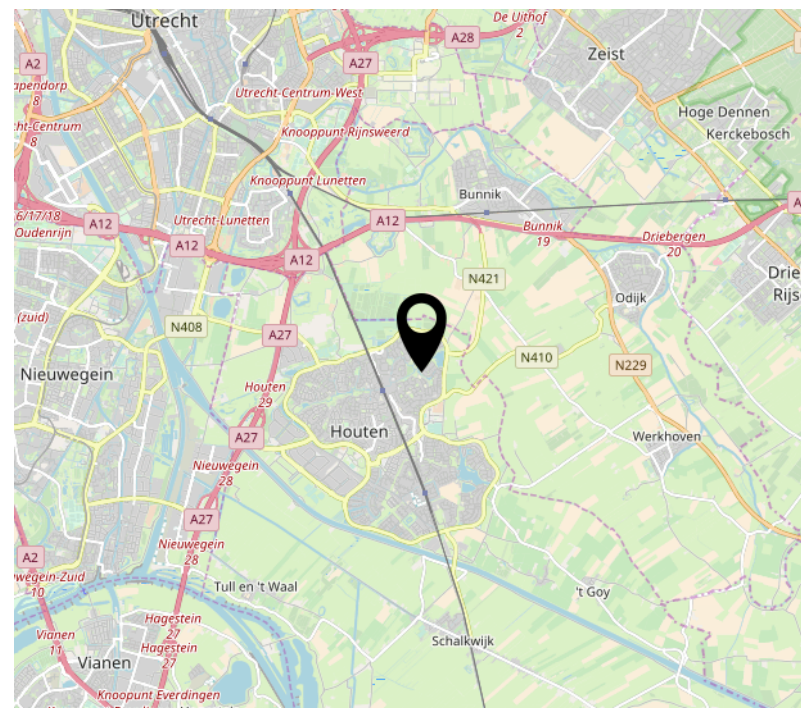 Utrecht
De Uithof
2
A28
A2
A27
Zeist
apendorp
8
Utrecht-Centrum-West
Hoge Dennen
Kerckebosch
cht-Centrum
8
Knooppunt Rijnsweerd
Knooppunt Lunetten
Bunnik
6/17/18
Oudenrijn
A12
Utrecht-Lunetten
A12
A12
Bunnik
19
Driebergen
20
A
A12
N421
Drie
Rijs
Odijk
(zuid)
N408
A27
Nieuwegein
Houten
29
N410
N229
Houten
A27
Werkhoven
Nieuwegein
28
A27
Nieuwegein
28
A2
uwegein-Zuid
10
Tull en 't Waal
't Goy
Hagestein
27
Vianen
11
Hagestein
27
Schalkwijk
Vianen
Knoopunt Everdingen